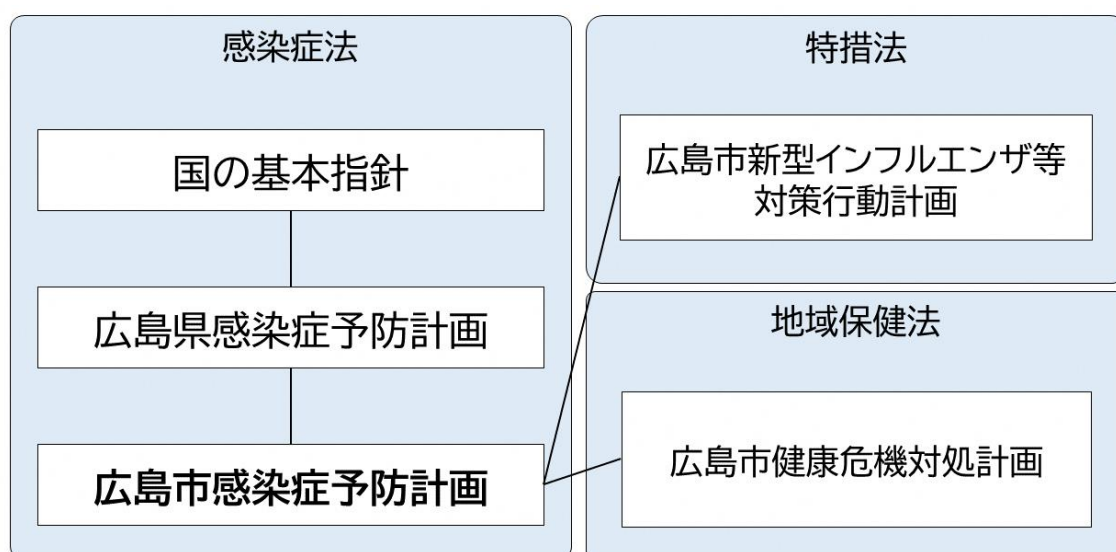 感染症法
国の基本指針
広島県感染症予防計画
広島市感染症予防計画
特措法
広島市新型インフルエンザ等
対策行動計画
地域保健法
広島市健康危機対処計画